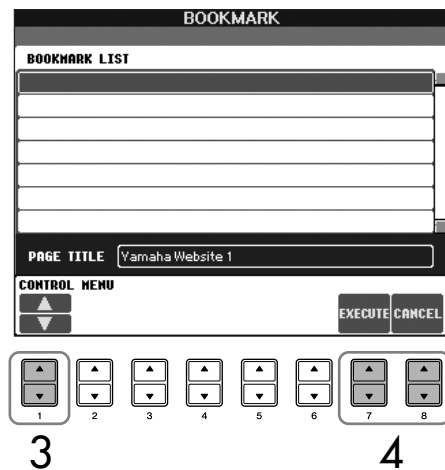 BOOKMARK
BOOKMARK LIST
PAGE TITLE Yamaha Website 1
CONTROL MENU
EXECUTE CANCEL
1 2 3 4 5 6 7 8
3 4